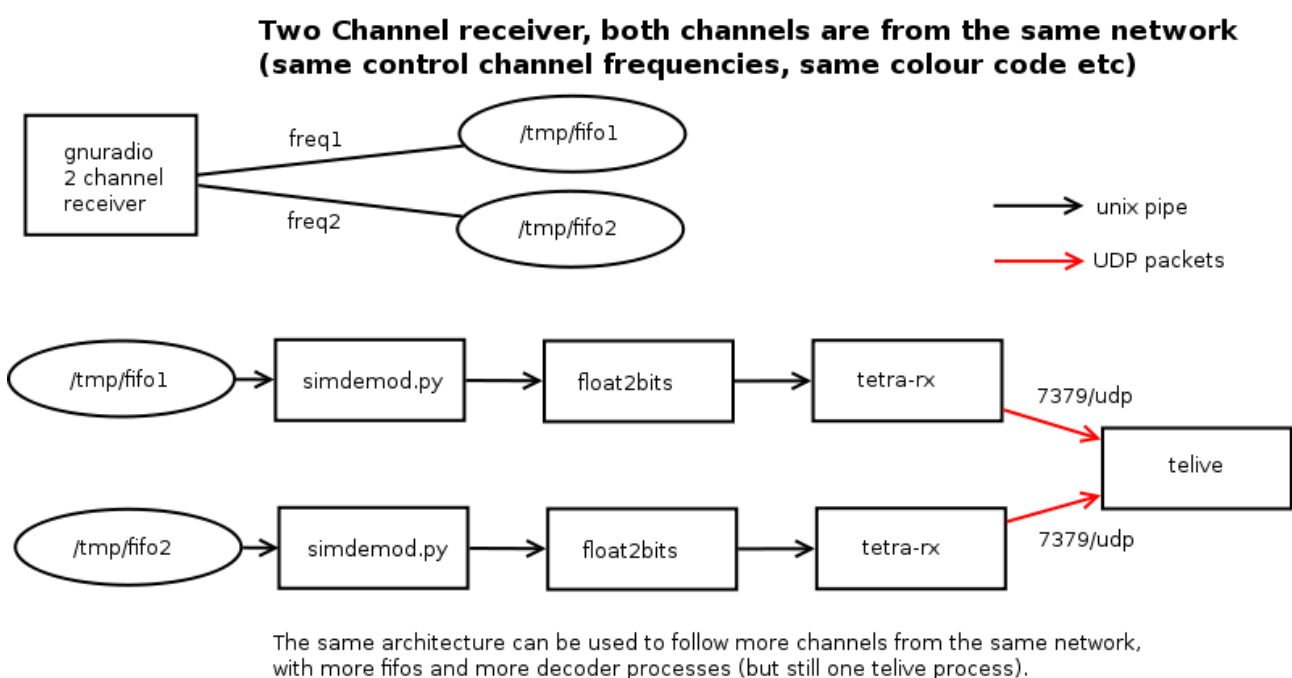 Two Channel receiver, both channels are from the same network
(same control channel frequencies, same colour code etc)
gnuradio
2 channel
receiver
freq1
/tmp/fifo1
freq2
/tmp/fifo2
unix pipe
UDP packets
/tmp/fifo1
simdemod.py
float2bits
tetra-rx
7379/udp
telive
/tmp/fifo2
simdemod.py
float2bits
tetra-rx
7379/udp
The same architecture can be used to follow more channels from the same network,
with more fifos and more decoder processes (but still one telive process).